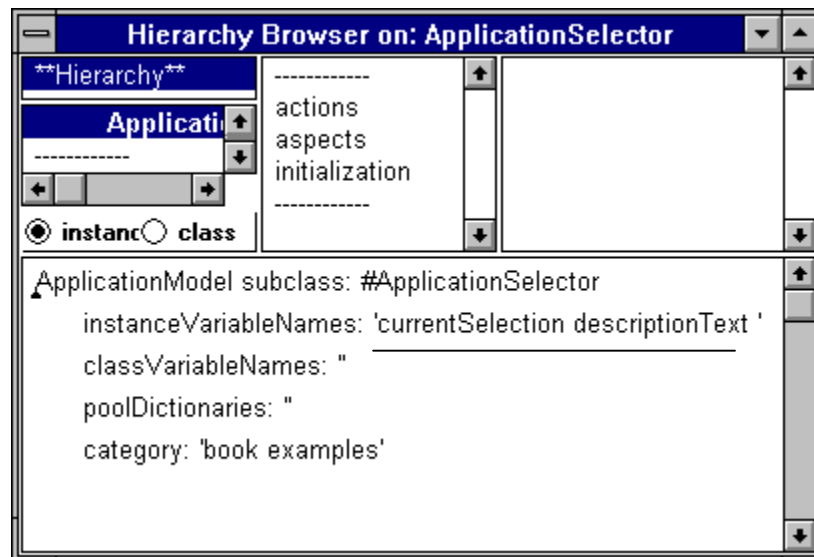 Hierarchy Browser on: ApplicationSelector
**Hierarchy**
Applicati
------------
instanc class
------------
actions
aspects
initialization
------------
ApplicationModel subclass: #ApplicationSelector
instanceVariableNames: 'currentSelection descriptionText '
classVariableNames: ''
poolDictionaries: ''
category: 'book examples'